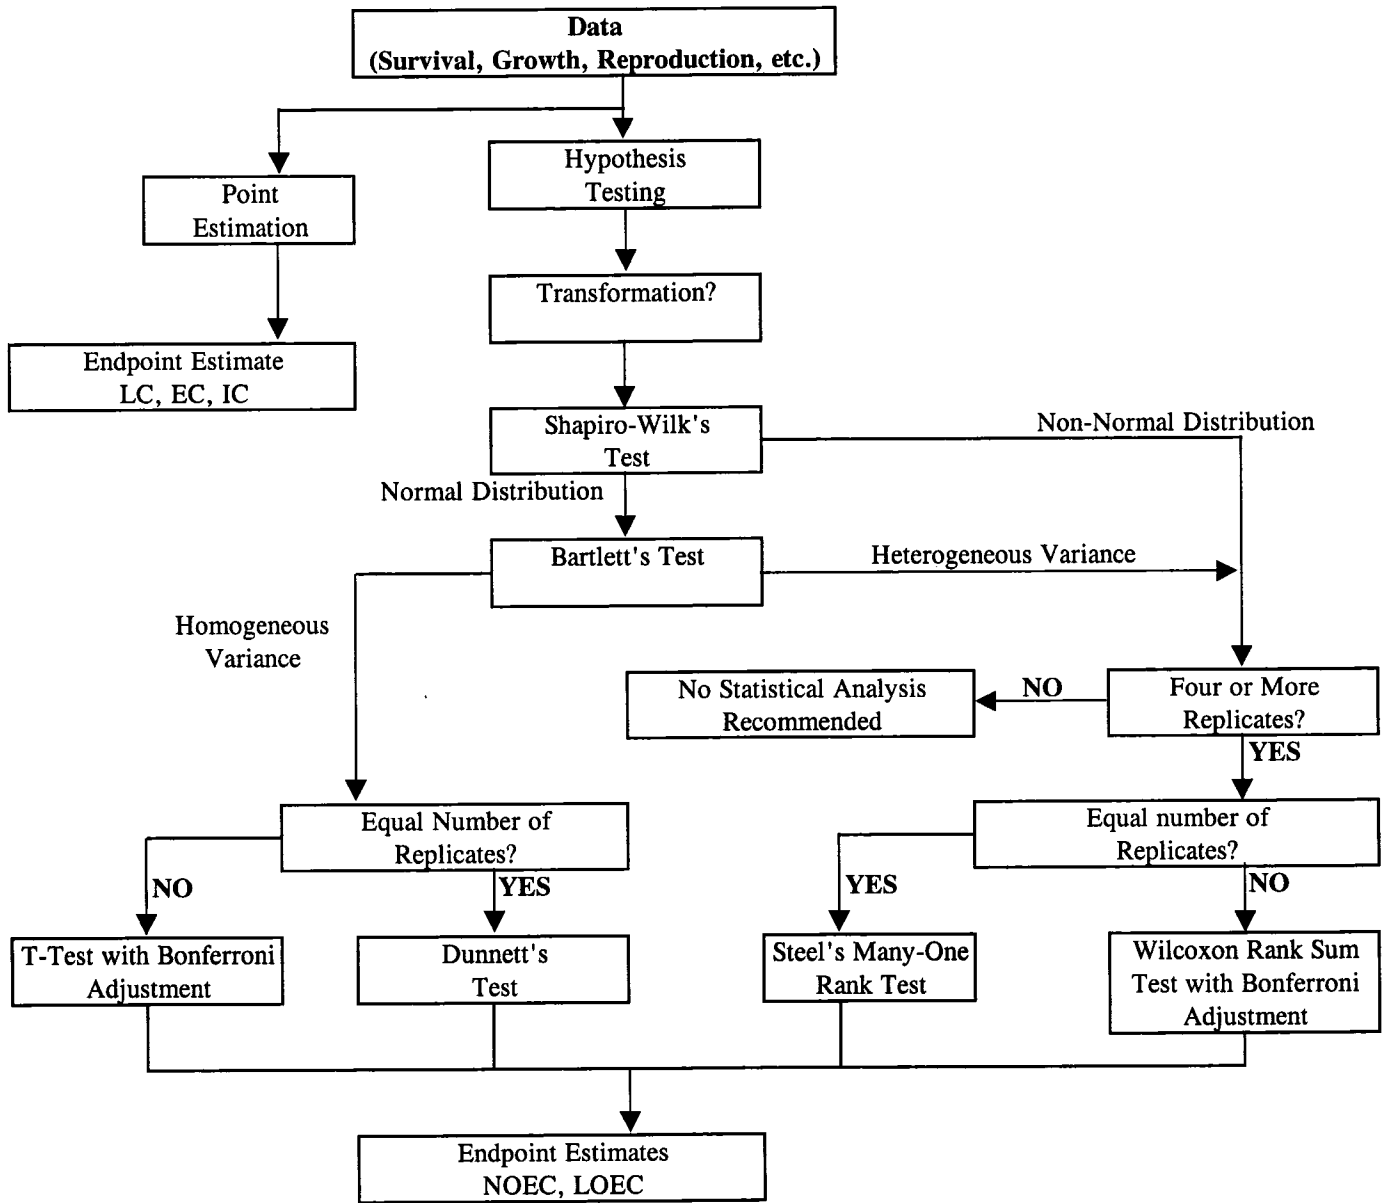 Data
(Survival, Growth, Reproduction, etc.)
Hypothesis
Testing
Point
Estimation
Transformation?
Endpoint Estimate
LC, EC, IC
Shapiro-Wilk's
Test
Non-Normal Distribution
Normal Distribution
Bartlett's Test
Heterogeneous Variance
Homogeneous
Variance
No Statistical Analysis
Recommended
NO
Four or More
Replicates?
YES
Equal Number of
Replicates?
Equal number of
Replicates?
NO
YES
YES
NO
T-Test with Bonferroni
Adjustment
Dunnett's
Test
Steel's Many-One
Rank Test
Wilcoxon Rank Sum
Test with Bonferroni
Adjustment
Endpoint Estimates
NOEC, LOEC